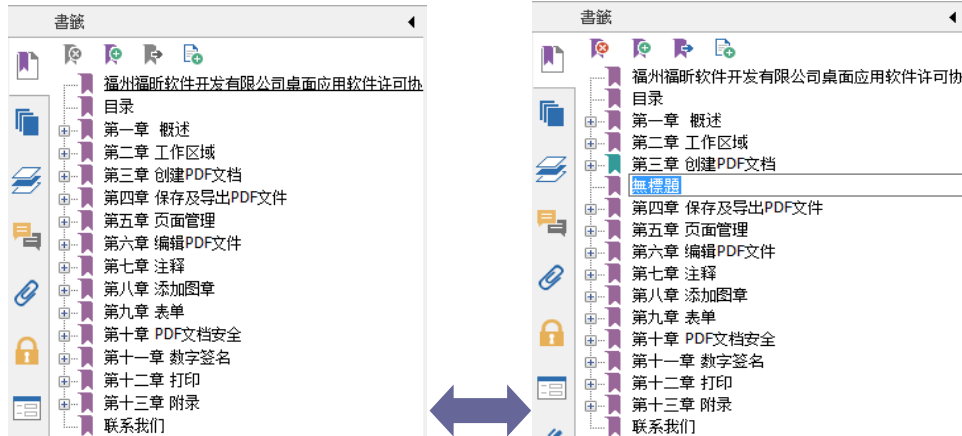 書籤
福州福昕软件开发有限公司桌面应用软件许可协
目录
第一章 概述
第二章 工作区域
第三章 创建PDF文档
第四章 保存及导出PDF文件
第五章 页面管理
第六章 编辑PDF文件
第七章 注释
第八章 添加图章
第九章 表单
第十章 PDF文档安全
第十一章 数字签名
第十二章 打印
第十三章 附录
联系我们
書籤
福州福昕软件开发有限公司桌面应用软件许可协
目录
第一章 概述
第二章 工作区域
第三章 创建PDF文档
無標題
第四章 保存及导出PDF文件
第五章 页面管理
第六章 编辑PDF文件
第七章 注释
第八章 添加图章
第九章 表单
第十章 PDF文档安全
第十一章 数字签名
第十二章 打印
第十三章 附录
联系我们